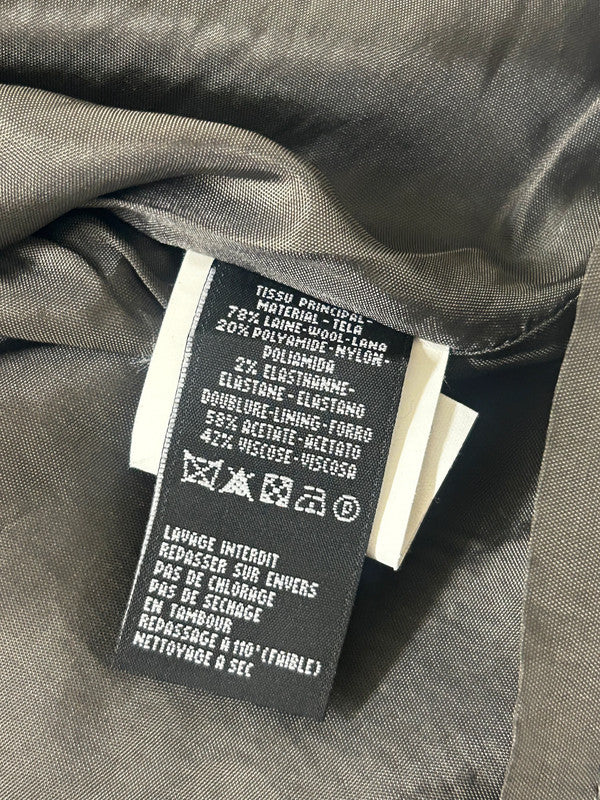 TISSU PRINCIPAL-
MATERIAL-TELA
78% LAINE-WOOL-LANA
20% POLYAMIDE-NYLON-
POLIAMIDA
2% ELASTHANNE-
ELASTANE-ELASTANO
DOUBLURE-LINING-FORRO
58% ACETATE-ACETATO
42% VISCOSE-VISCOSA
P
LAVAGE INTERDIT
REPASSER SUR ENVERS
PAS DE CHLORAGE
PAS DE SECHAGE
EN TAMBOUR
REPASSAGE A 110° (FAIBLE)
NETTOYAGE A SEC